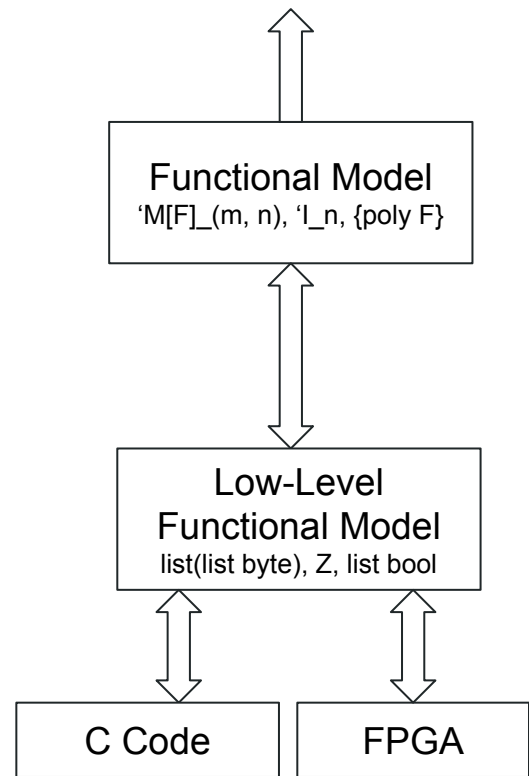 Functional Model
‘M[F]_(m, n), ‘I_n, {poly F}
Low-Level
Functional Model
list(list byte), Z, list bool
C Code
FPGA